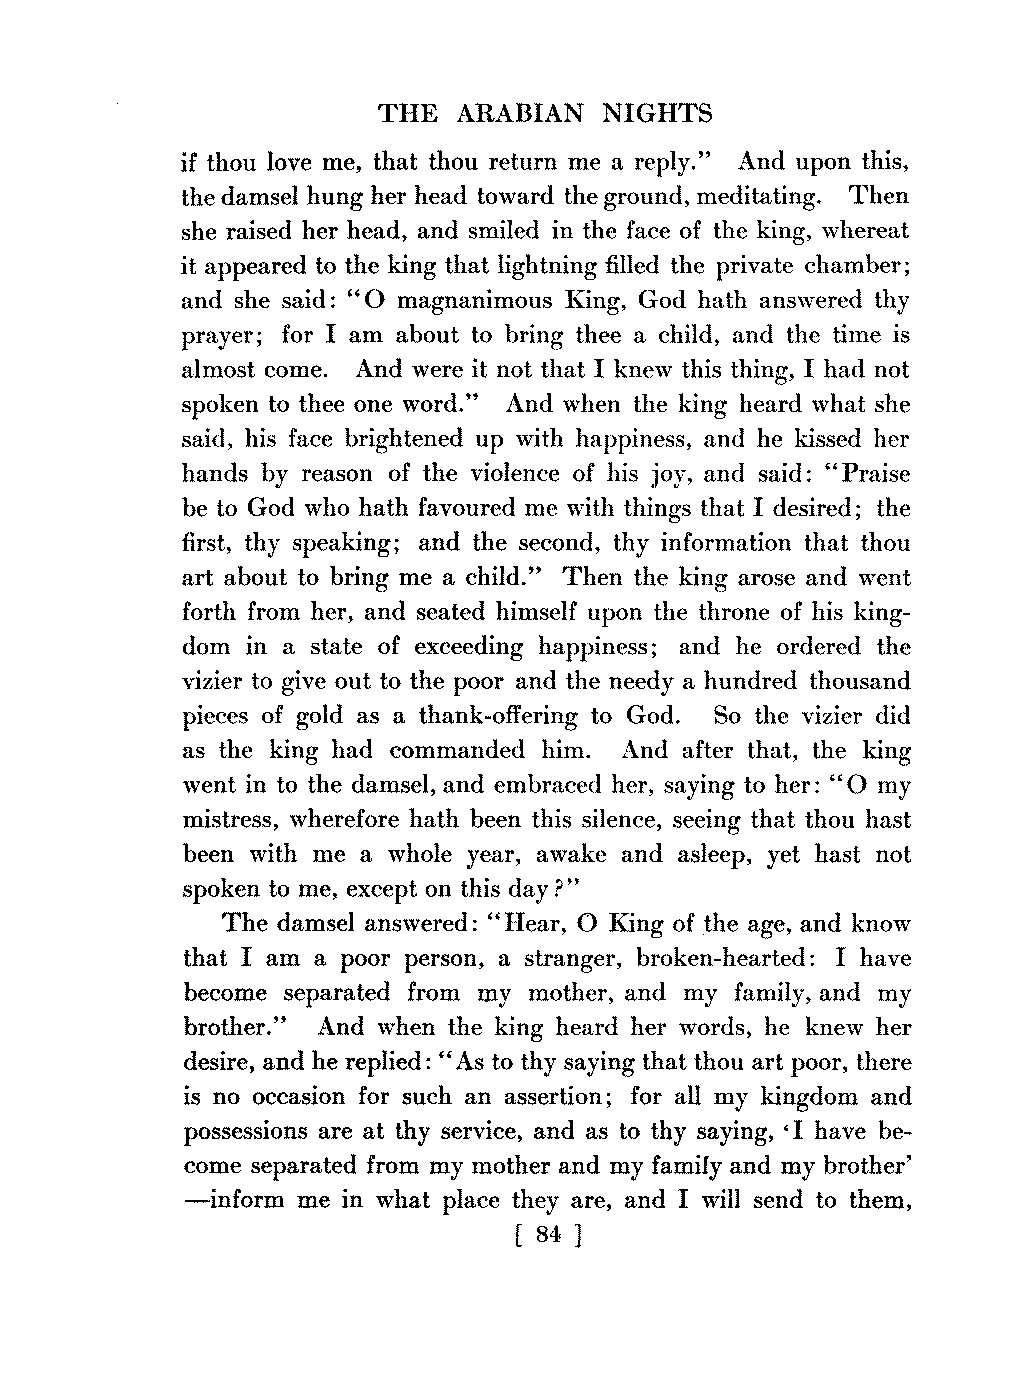 THE ARABIAN NIGHTS
if thou love me, that thou return me a reply." And upon this,
the damsel hung her head toward the ground, meditating. Then
she raised her head, and smiled in the face of the king, whereat
it appeared to the king that lightning filled the private chamber;
and she said: "O magnanimous King, God hath answered thy
prayer; for I am about to bring thee a child, and the time is
almost come. And were it not that I knew this thing, I had not
spoken to thee one word." And when the king heard what she
said, his face brightened up with happiness, and he kissed her
hands by reason of the violence of his joy, and said: "Praise
be to God who hath favoured me with things that I desired; the
first, thy speaking; and the second, thy information that thou
art about to bring me a child." Then the king arose and went
forth from her, and seated himself upon the throne of his king-
dom in a state of exceeding happiness; and he ordered the
vizier to give out to the poor and the needy a hundred thousand
pieces of gold as a thank-offering to God. So the vizier did
as the king had commanded him. And after that, the king
went in to the damsel, and embraced her, saying to her: "O my
mistress, wherefore hath been this silence, seeing that thou hast
been with me a whole year, awake and asleep, yet hast not
spoken to me, except on this day?"
The damsel answered: "Hear, O King of the age, and know
that I am a poor person, a stranger, broken-hearted: I have
become separated from my mother, and my family, and my
brother." And when the king heard her words, he knew her
desire, and he replied: "As to thy saying that thou art poor, there
is no occasion for such an assertion; for all my kingdom and
possessions are at thy service, and as to thy saying, 'I have be-
come separated from my mother and my family and my brother'
—inform me in what place they are, and I will send to them,
[ 84 ]